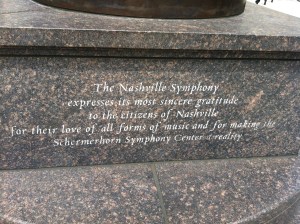 The Nashville Symphony
expresses its most sincere gratitude
to the citizens of Nashville
for their love of all forms of music and for making the
Schermerhorn Symphony Center a reality